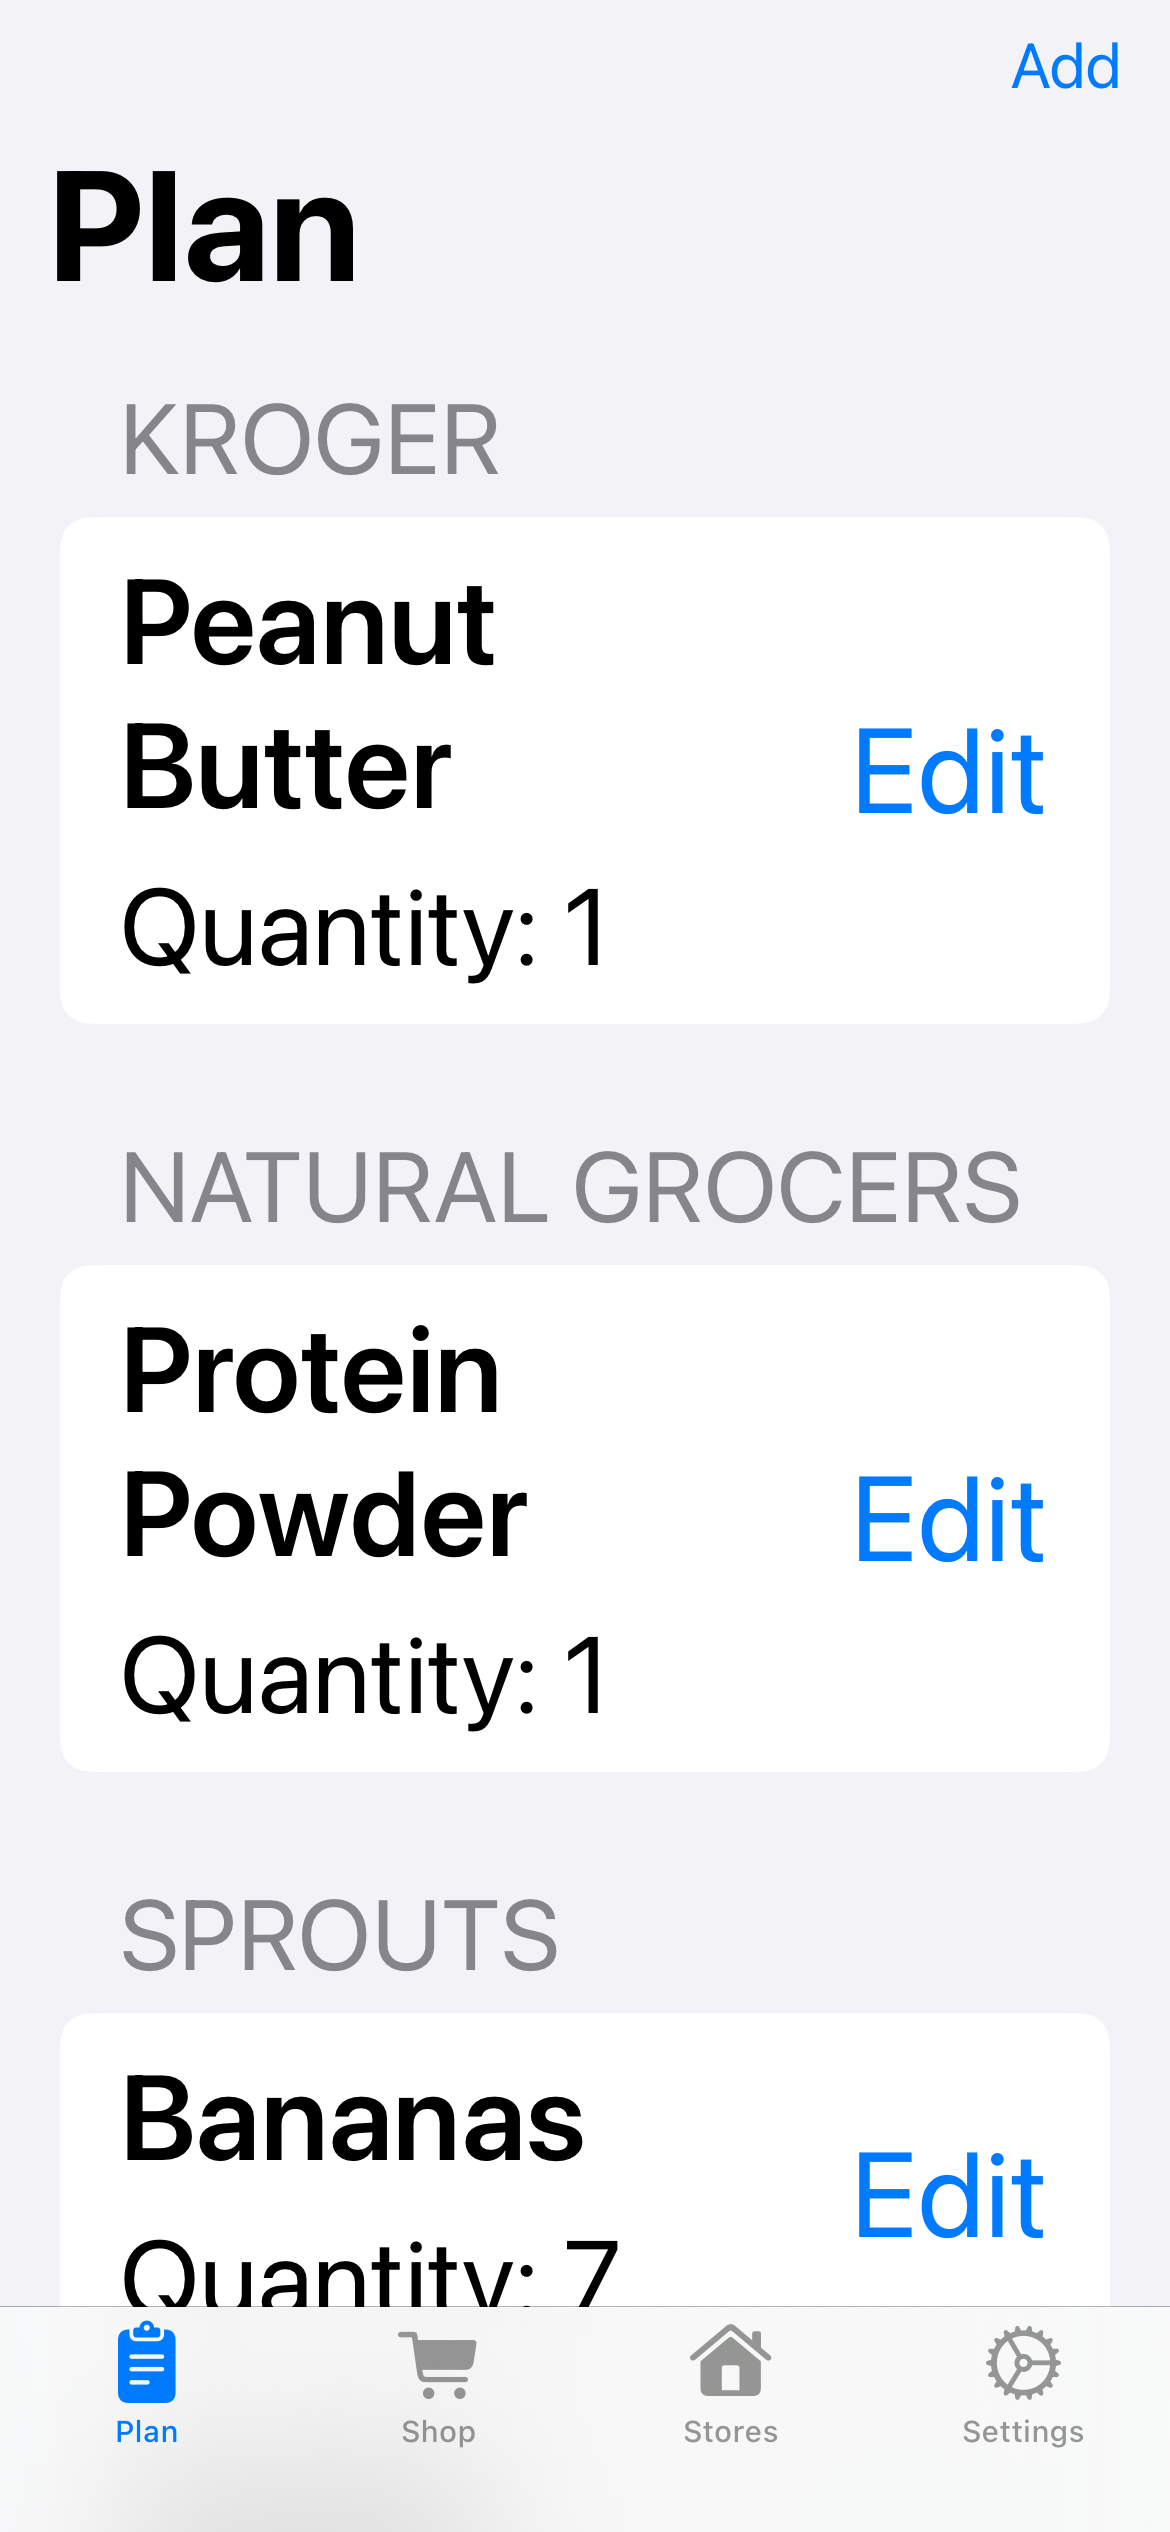 Add
Plan
KROGER
Peanut
Butter
Edit
Quantity: 1
NATURAL GROCERS
Protein
Powder
Edit
Quantity: 1
SPROUTS
Bananas
Edit
Quantity: 7
Plan
Shop
Stores
Settings